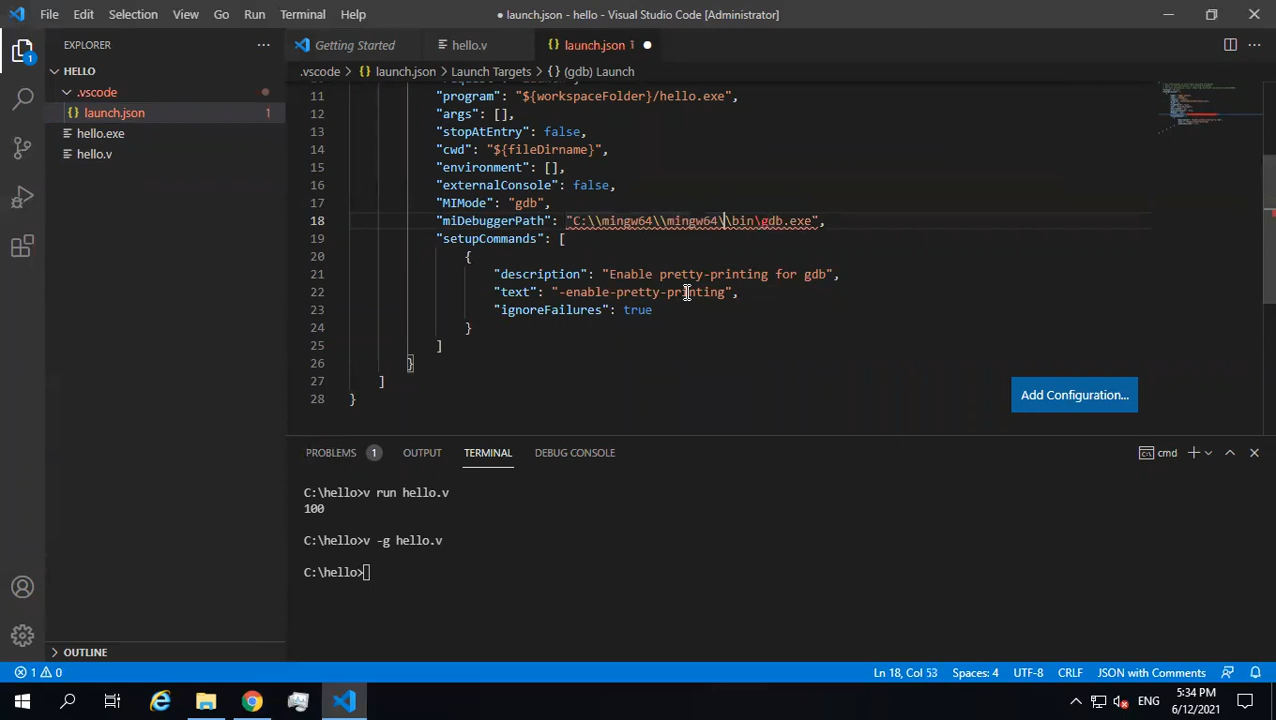 File Edit Selection View Go Run Terminal Help
● launch.json - hello - Visual Studio Code [Administrator]
EXPLORER
Getting Started
hello.v
launch.json 1
HELLO
.vscode > launch.json > Launch Targets > (gdb) Launch
.vscode
launch.json 1
hello.exe
hello.v
11 "program": "${workspaceFolder}/hello.exe",
12 "args": [],
13 "stopAtEntry": false,
14 "cwd": "${fileDirname}",
15 "environment": [],
16 "externalConsole": false,
17 "MIMode": "gdb",
18 "miDebuggerPath": "C:\\mingw64\\mingw64\\bin\gdb.exe",
19 "setupCommands": [
20 {
21 "description": "Enable pretty-printing for gdb",
22 "text": "-enable-pretty-printing",
23 "ignoreFailures": true
24 }
25 ]
26 }
27 ]
28 }
Add Configuration...
PROBLEMS 1 OUTPUT TERMINAL DEBUG CONSOLE
cmd
C:\hello>v run hello.v
100
C:\hello>v -g hello.v
C:\hello>
OUTLINE
1 0
Ln 18, Col 53 Spaces: 4 UTF-8 CRLF JSON with Comments
ENG
5:34 PM
6/12/2021